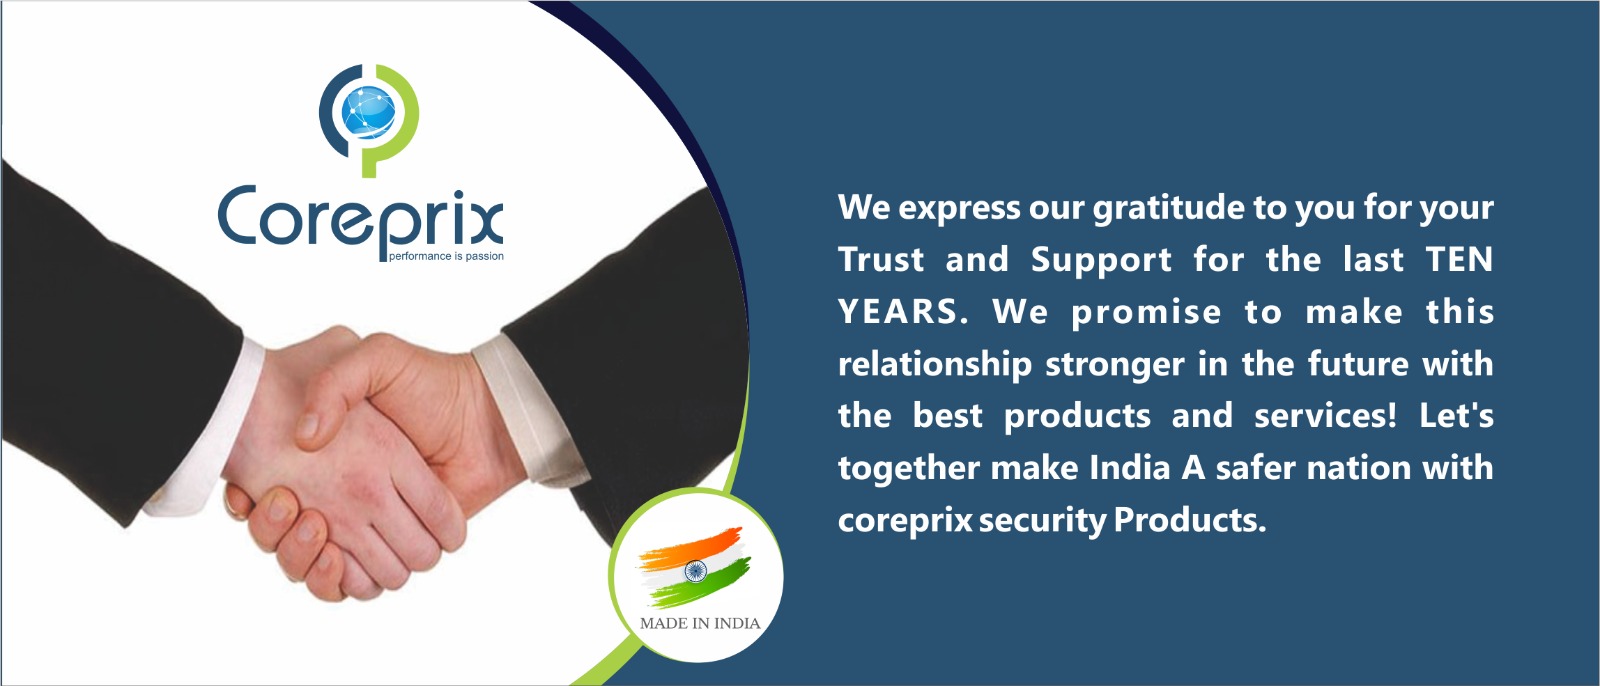 Coreprix
performance is passion
We express our gratitude to you for your
Trust and Support for the last TEN
YEARS. We promise to make this
relationship stronger in the future with
the best products and services! Let's
together make India A safer nation with
coreprix security Products.
MADE IN INDIA